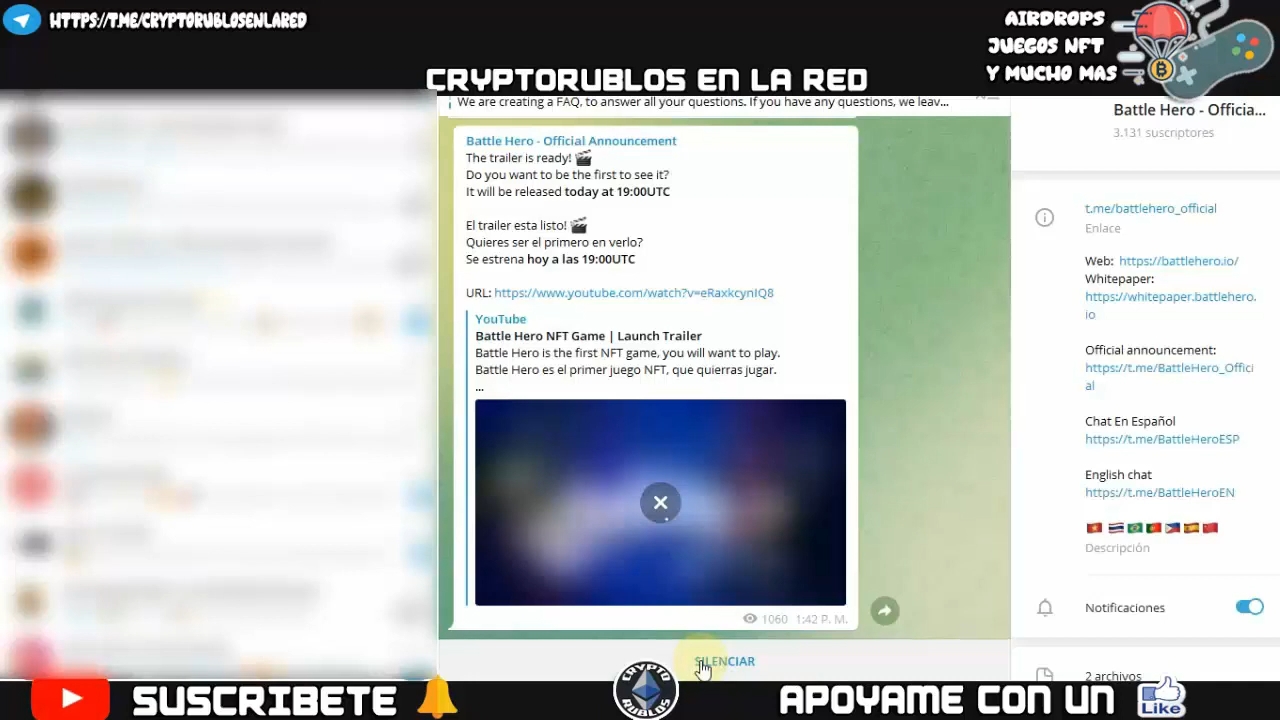 HTTPS://T.ME/CRYPTORUBLOSENLARED
AIRDROPS
JUEGOS NFT
Y MUCHO MAS
CRYPTORUBLOS EN LA RED
We are creating a FAQ, to answer all your questions. If you have any questions, we leav...
Battle Hero - Official Announcement
The trailer is ready! 🎬
Do you want to be the first to see it?
It will be released today at 19:00UTC
El trailer esta listo! 🎬
Quieres ser el primero en verlo?
Se estrena hoy a las 19:00UTC
URL: https://www.youtube.com/watch?v=eRaxkcynIQ8
YouTube
Battle Hero NFT Game | Launch Trailer
Battle Hero is the first NFT game, you will want to play.
Battle Hero es el primer juego NFT, que quierras jugar.
...
1060 1:42 P. M.
SILENCIAR
Battle Hero - Officia...
3.131 suscriptores
t.me/battlehero_official
Enlace
Web: https://battlehero.io/
Whitepaper:
https://whitepaper.battlehero.
io
Official announcement:
https://t.me/BattleHero_Offici
al
Chat En Español
https://t.me/BattleHeroESP
English chat
https://t.me/BattleHeroEN
Descripción
Notificaciones
2 archivos
SUSCRIBETE
CRYPTO
RUBLOS
APOYAME CON UN
Like